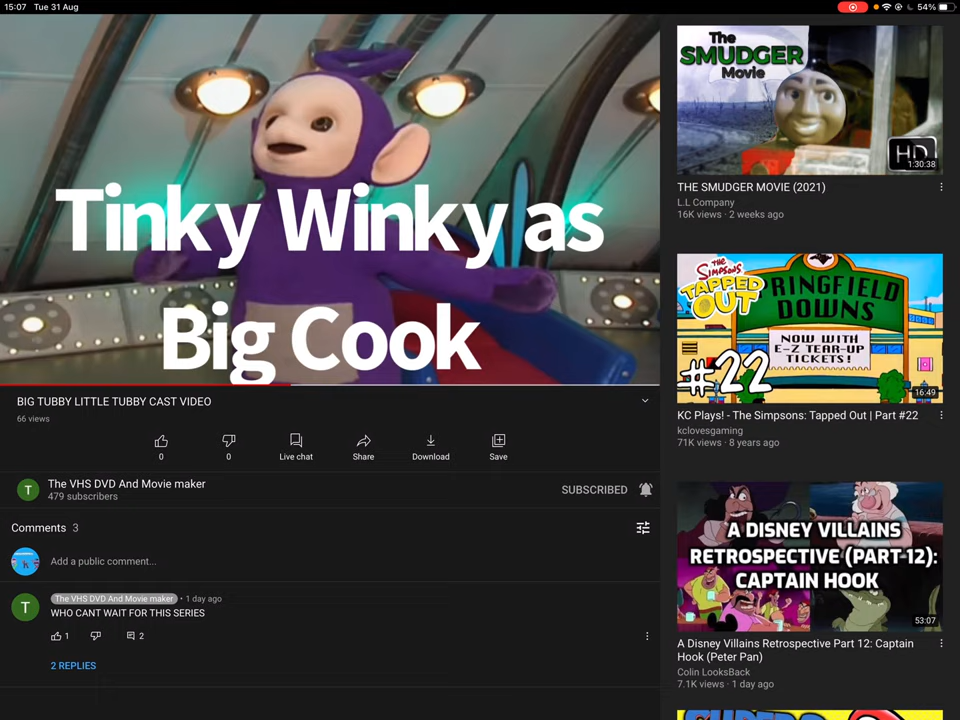 15:07 Tue 31 Aug
54%
Tinky Winky as
Big Cook
BIG TUBBY LITTLE TUBBY CAST VIDEO
66 views
0
0
Live chat
Share
Download
Save
T
The VHS DVD And Movie maker
479 subscribers
SUBSCRIBED
Comments 3
k
Add a public comment...
T
The VHS DVD And Movie maker • 1 day ago
WHO CANT WAIT FOR THIS SERIES
1
2
2 REPLIES
The
SMUDGER
Movie
HD
1:30:38
THE SMUDGER MOVIE (2021)
L.L Company
16K views · 2 weeks ago
THE Simpsons
TAPPED
OUT
RINGFIELD
DOWNS
NOW WITH
E-Z TEAR-UP
TICKETS!
#22
16:49
KC Plays! - The Simpsons: Tapped Out | Part #22
kclovesgaming
71K views · 8 years ago
A DISNEY VILLAINS
RETROSPECTIVE (PART-12):
CAPTAIN HOOK
53:07
A Disney Villains Retrospective Part 12: Captain
Hook (Peter Pan)
Colin LooksBack
7.1K views · 1 day ago